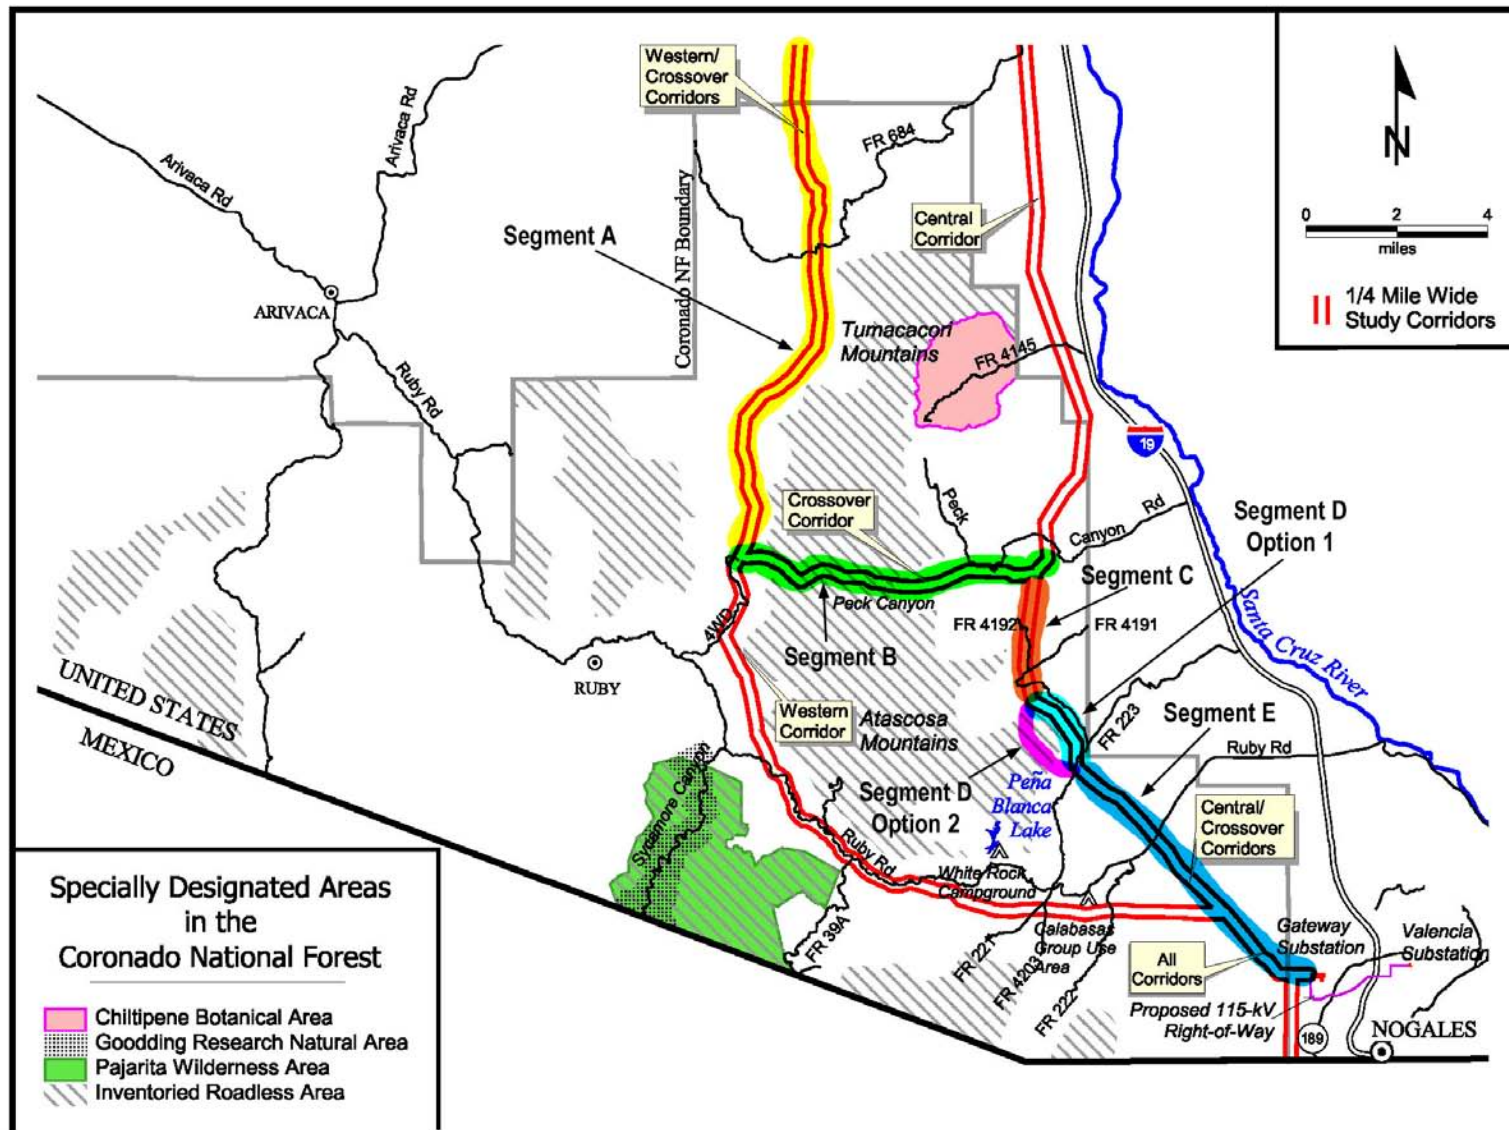 Western/
Crossover
Corridors
Arivaca Rd
Arivaca Rd
FR 684
N
0 2 4
miles
1/4 Mile Wide
Study Corridors
Segment A
Coronado NF Boundary
Central
Corridor
ARIVACA
Tumacacori
Mountains
FR 4145
Ruby Rd
19
Crossover
Corridor
Peck
Canyon
Rd
Segment D
Option 1
Segment C
Peck Canyon
4WD
FR 4192
FR 4191
Santa Cruz River
Segment B
RUBY
UNITED STATES
MEXICO
Western
Corridor
Atascosa
Mountains
FR 223
Segment E
Ruby Rd
Sycamore Canyon
Segment D
Option 2
Peña
Blanca
Lake
Central/
Crossover
Corridors
Ruby Rd
White Rock
Campground
FR 39A
FR 221
Calabasas
Group Use
Area
FR 4203
FR 222
All
Corridors
Gateway
Substation
Valencia
Substation
Proposed 115-kV
Right-of-Way
189
NOGALES
Specially Designated Areas
in the
Coronado National Forest
Chiltipene Botanical Area
Goodding Research Natural Area
Pajarita Wilderness Area
Inventoried Roadless Area